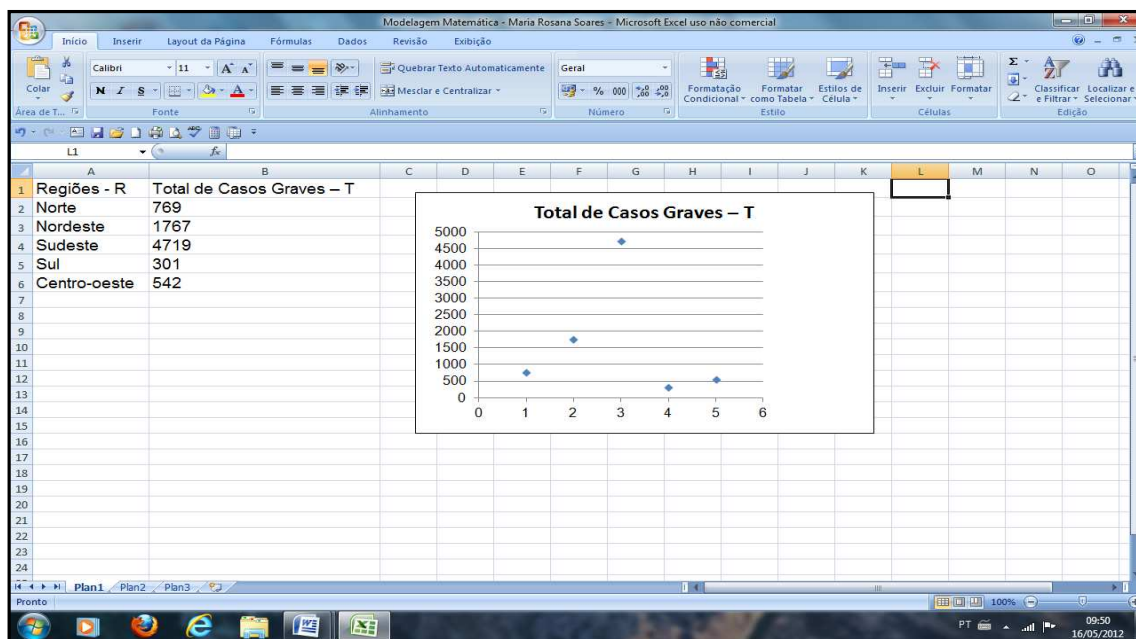 Modelagem Matemática - Maria Rosana Soares - Microsoft Excel uso não comercial
Início Inserir Layout da Página Fórmulas Dados Revisão Exibição
Colar
Calibri 11 A A
N I S A
Quebrar Texto Automaticamente
Mesclar e Centralizar
Geral
% 000 ,00 ,0
Formatação Condicional
Formatar como Tabela
Estilos de Célula
Inserir Excluir Formatar
Σ
Classificar e Filtrar
Localizar e Selecionar
Área de T... Fonte Alinhamento Número Estilo Células Edição
L1 fx
A B C D E F G H I J K L M N O
1 Regiões - R Total de Casos Graves – T
2 Norte 769
3 Nordeste 1767
4 Sudeste 4719
5 Sul 301
6 Centro-oeste 542
7
8
9
10
11
12
13
14
15
16
17
18
19
20
21
22
23
24
Total de Casos Graves – T
5000
4500
4000
3500
3000
2500
2000
1500
1000
500
0
0 1 2 3 4 5 6
Plan1 Plan2 Plan3
Pronto 100%
PT 09:50
16/05/2012